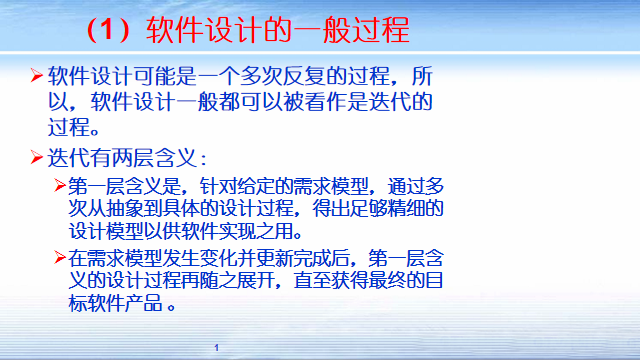 （1）软件设计的一般过程
软件设计可能是一个多次反复的过程，所
以，软件设计一般都可以被看作是迭代的
过程。
迭代有两层含义：
第一层含义是，针对给定的需求模型，通过多
次从抽象到具体的设计过程，得出足够精细的
设计模型以供软件实现之用。
在需求模型发生变化并更新完成后，第一层含
义的设计过程再随之展开，直至获得最终的目
标软件产品 。
1